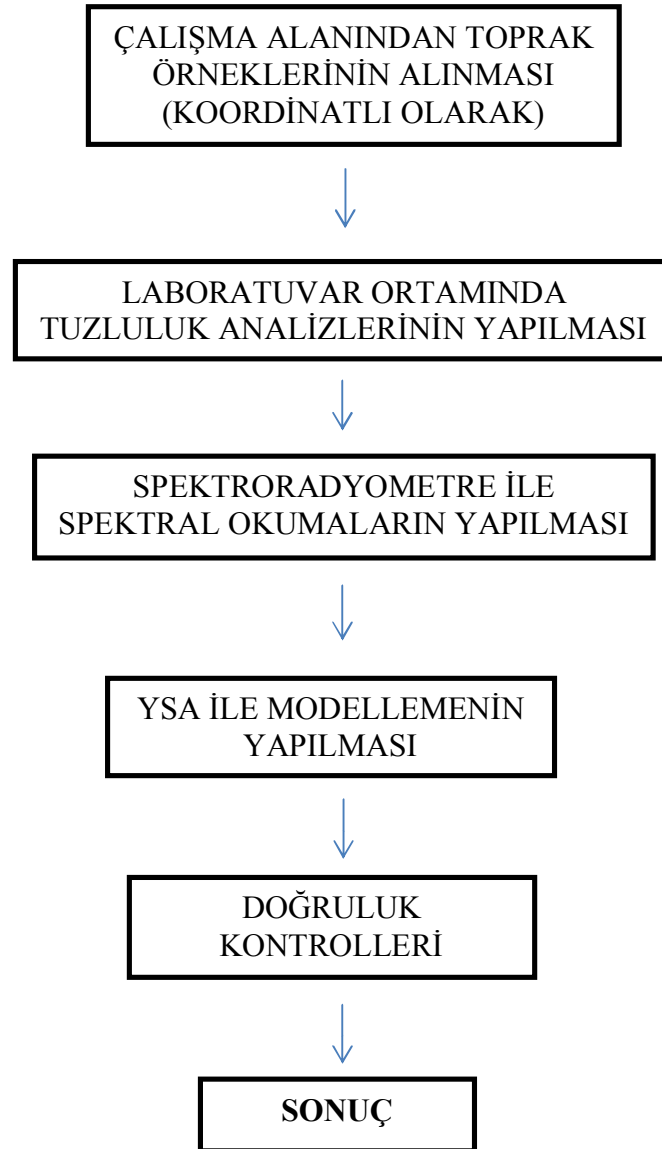 ÇALIŞMA ALANINDAN TOPRAK
ÖRNEKLERİNİN ALINMASI
(KOORDİNATLI OLARAK)
LABORATUVAR ORTAMINDA
TUZLULUK ANALİZLERİNİN YAPILMASI
SPEKTRORADYOMETRE İLE
SPEKTRAL OKUMALARIN YAPILMASI
YSA İLE MODELLEMENİN
YAPILMASI
DOĞRULUK
KONTROLLERİ
SONUÇ